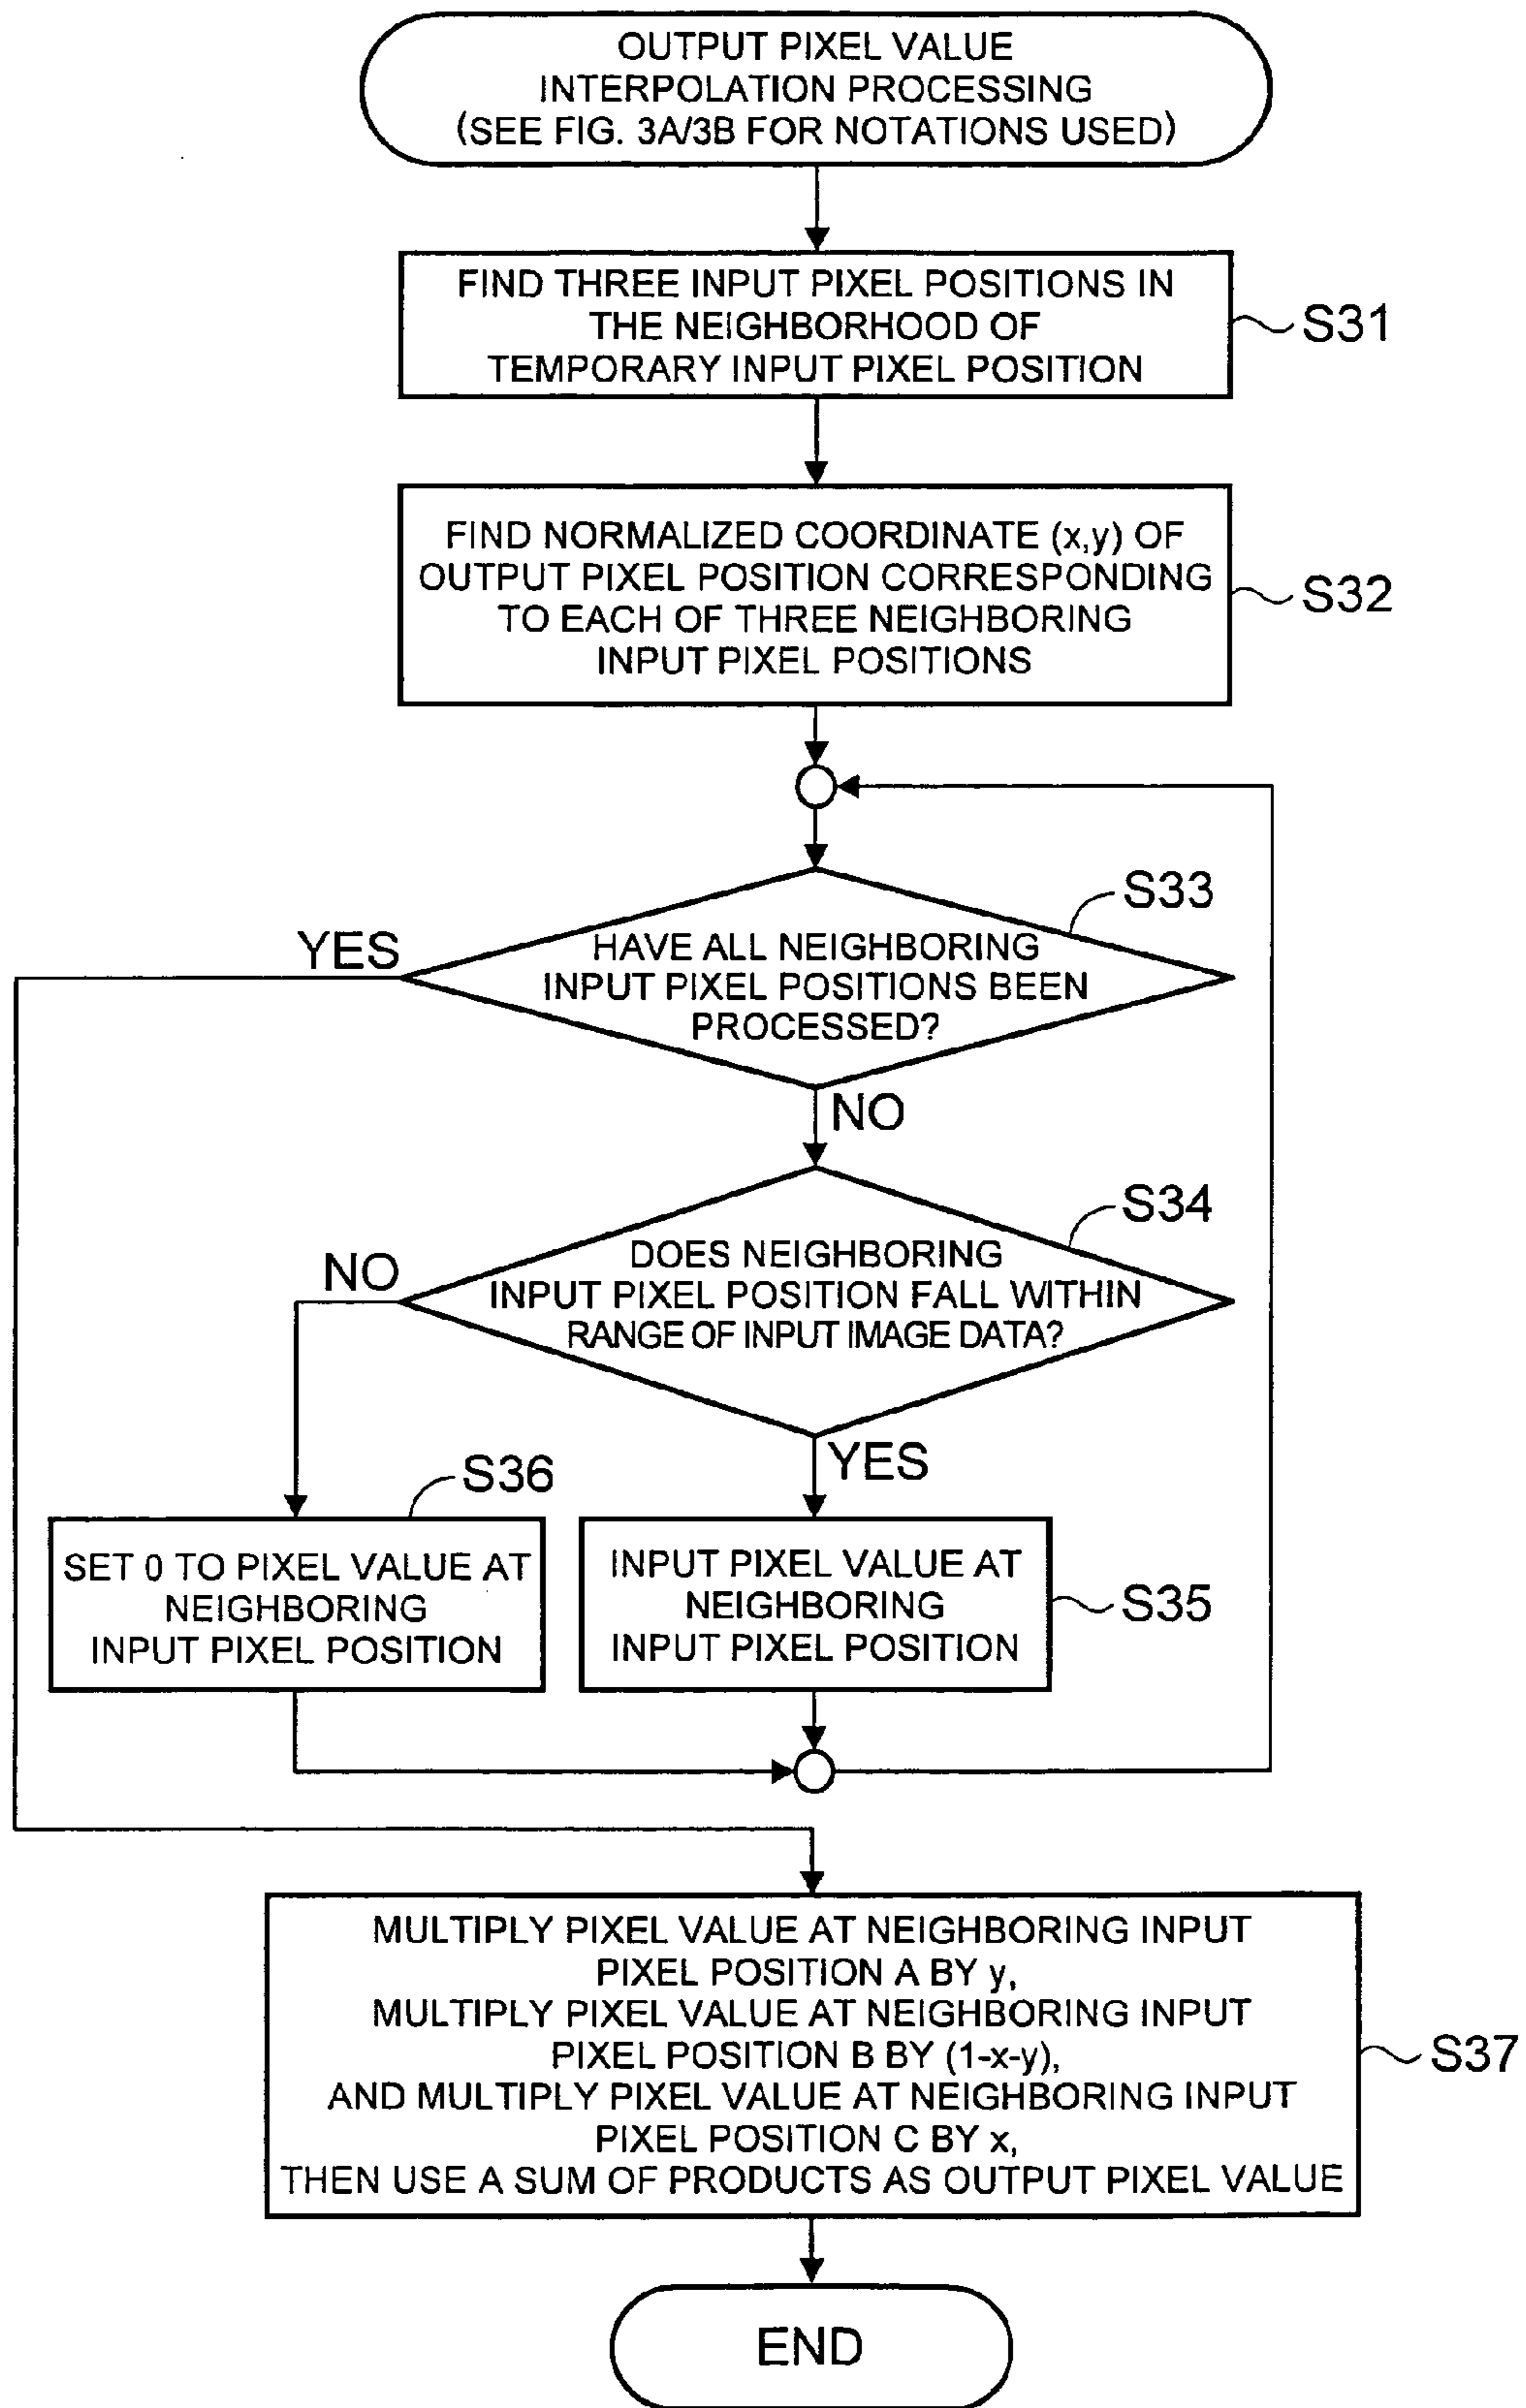 OUTPUT PIXEL VALUE
INTERPOLATION PROCESSING
(SEE FIG. 3A/3B FOR NOTATIONS USED)
FIND THREE INPUT PIXEL POSITIONS IN
THE NEIGHBORHOOD OF
TEMPORARY INPUT PIXEL POSITION
S31
FIND NORMALIZED COORDINATE (x,y) OF
OUTPUT PIXEL POSITION CORRESPONDING
TO EACH OF THREE NEIGHBORING
INPUT PIXEL POSITIONS
S32
S33
YES
HAVE ALL NEIGHBORING
INPUT PIXEL POSITIONS BEEN
PROCESSED?
NO
S34
NO
DOES NEIGHBORING
INPUT PIXEL POSITION FALL WITHIN
RANGE OF INPUT IMAGE DATA?
YES
S36
SET 0 TO PIXEL VALUE AT
NEIGHBORING
INPUT PIXEL POSITION
INPUT PIXEL VALUE AT
NEIGHBORING
INPUT PIXEL POSITION
S35
MULTIPLY PIXEL VALUE AT NEIGHBORING INPUT
PIXEL POSITION A BY y,
MULTIPLY PIXEL VALUE AT NEIGHBORING INPUT
PIXEL POSITION B BY (1-x-y),
AND MULTIPLY PIXEL VALUE AT NEIGHBORING INPUT
PIXEL POSITION C BY x,
THEN USE A SUM OF PRODUCTS AS OUTPUT PIXEL VALUE
S37
END